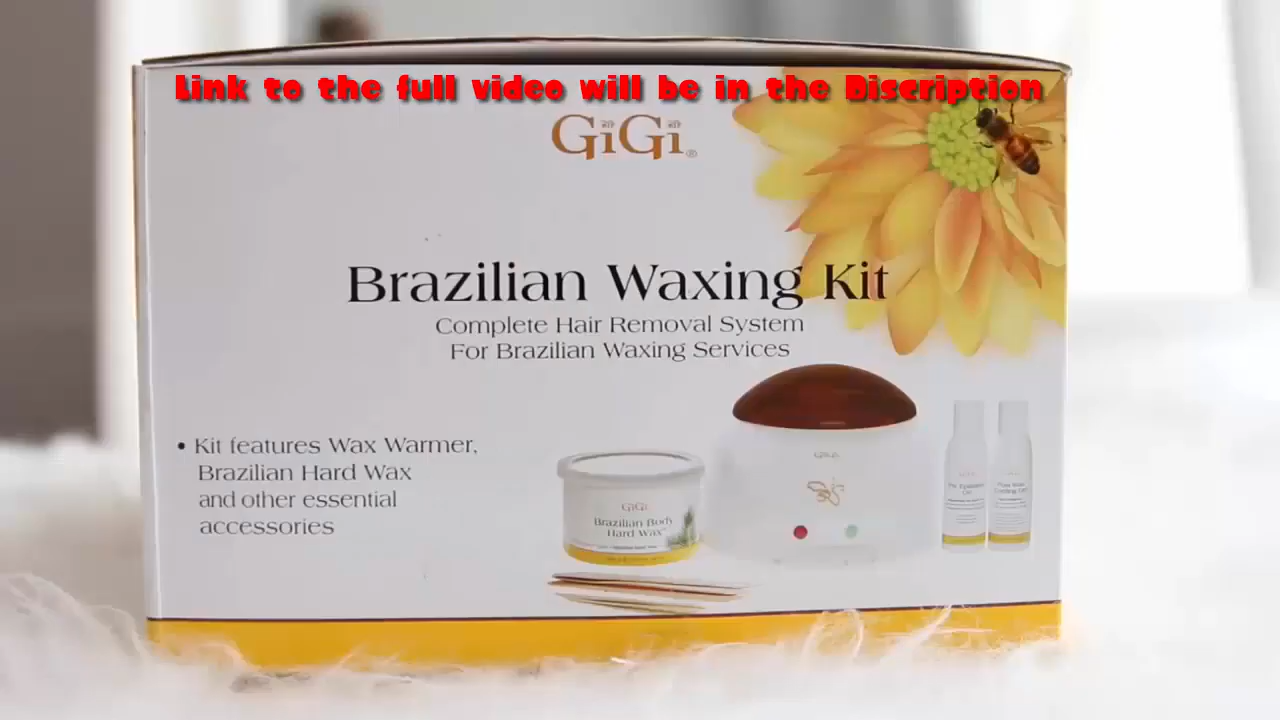 Link to the full video will be in the Discription
GiGi®
Brazilian Waxing Kit
Complete Hair Removal System
For Brazilian Waxing Services
• Kit features Wax Warmer,
Brazilian Hard Wax
and other essential
accessories
GiGi
Brazilian Body
Hard Wax™
GiGi